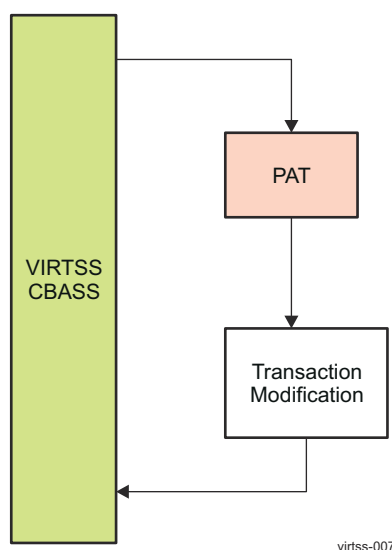 VIRTSS
CBASS
PAT
Transaction
Modification
virtss-007